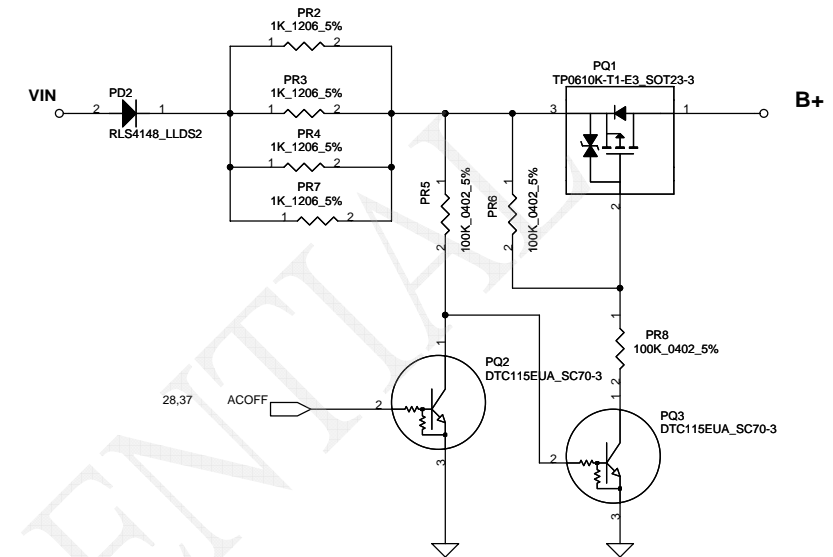 PR2
1K_1206_5%
1 2
PQ1
TP0610K-T1-E3_SOT23-3
VIN
PD2
2 1
RLS4148_LLDS2
PR3
1K_1206_5%
1 2
3 1
B+
PR4
1K_1206_5%
1 2
PR7
1K_1206_5%
1 2
PR5
100K_0402_5%
1 2
PR6
100K_0402_5%
1 2
2
PR8
100K_0402_5%
1 2
28,37 ACOFF
PQ2
DTC115EUA_SC70-3
1
2
3
PQ3
DTC115EUA_SC70-3
1
2
3
ENTIAL